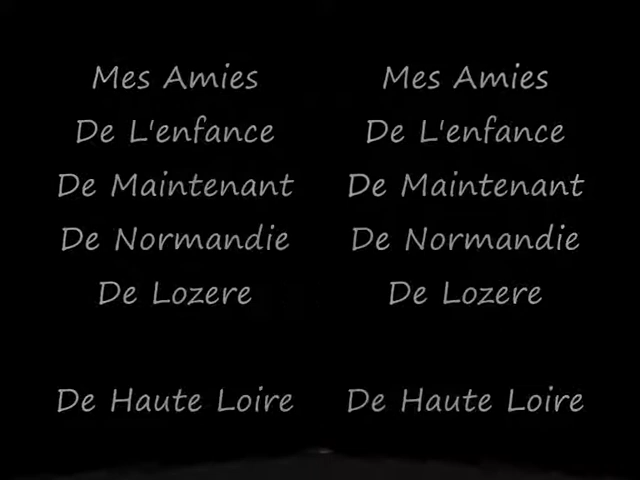 Mes Amies
De L'enfance
De Maintenant
De Normandie
De Lozere
De Haute Loire
Mes Amies
De L'enfance
De Maintenant
De Normandie
De Lozere
De Haute Loire